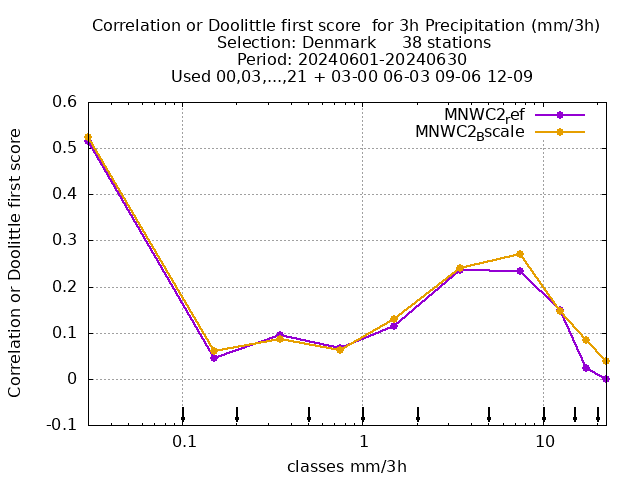 Correlation or Doolittle first score  for 3h Precipitation (mm/3h)
Selection: Denmark     38 stations
Period: 20240601-20240630
Used 00,03,...,21 + 03-00 06-03 09-06 12-09
MNWC2ref
MNWC2Bscale
Correlation or Doolittle first score
0.6
0.5
0.4
0.3
0.2
0.1
0
-0.1
0.1
1
10
classes mm/3h